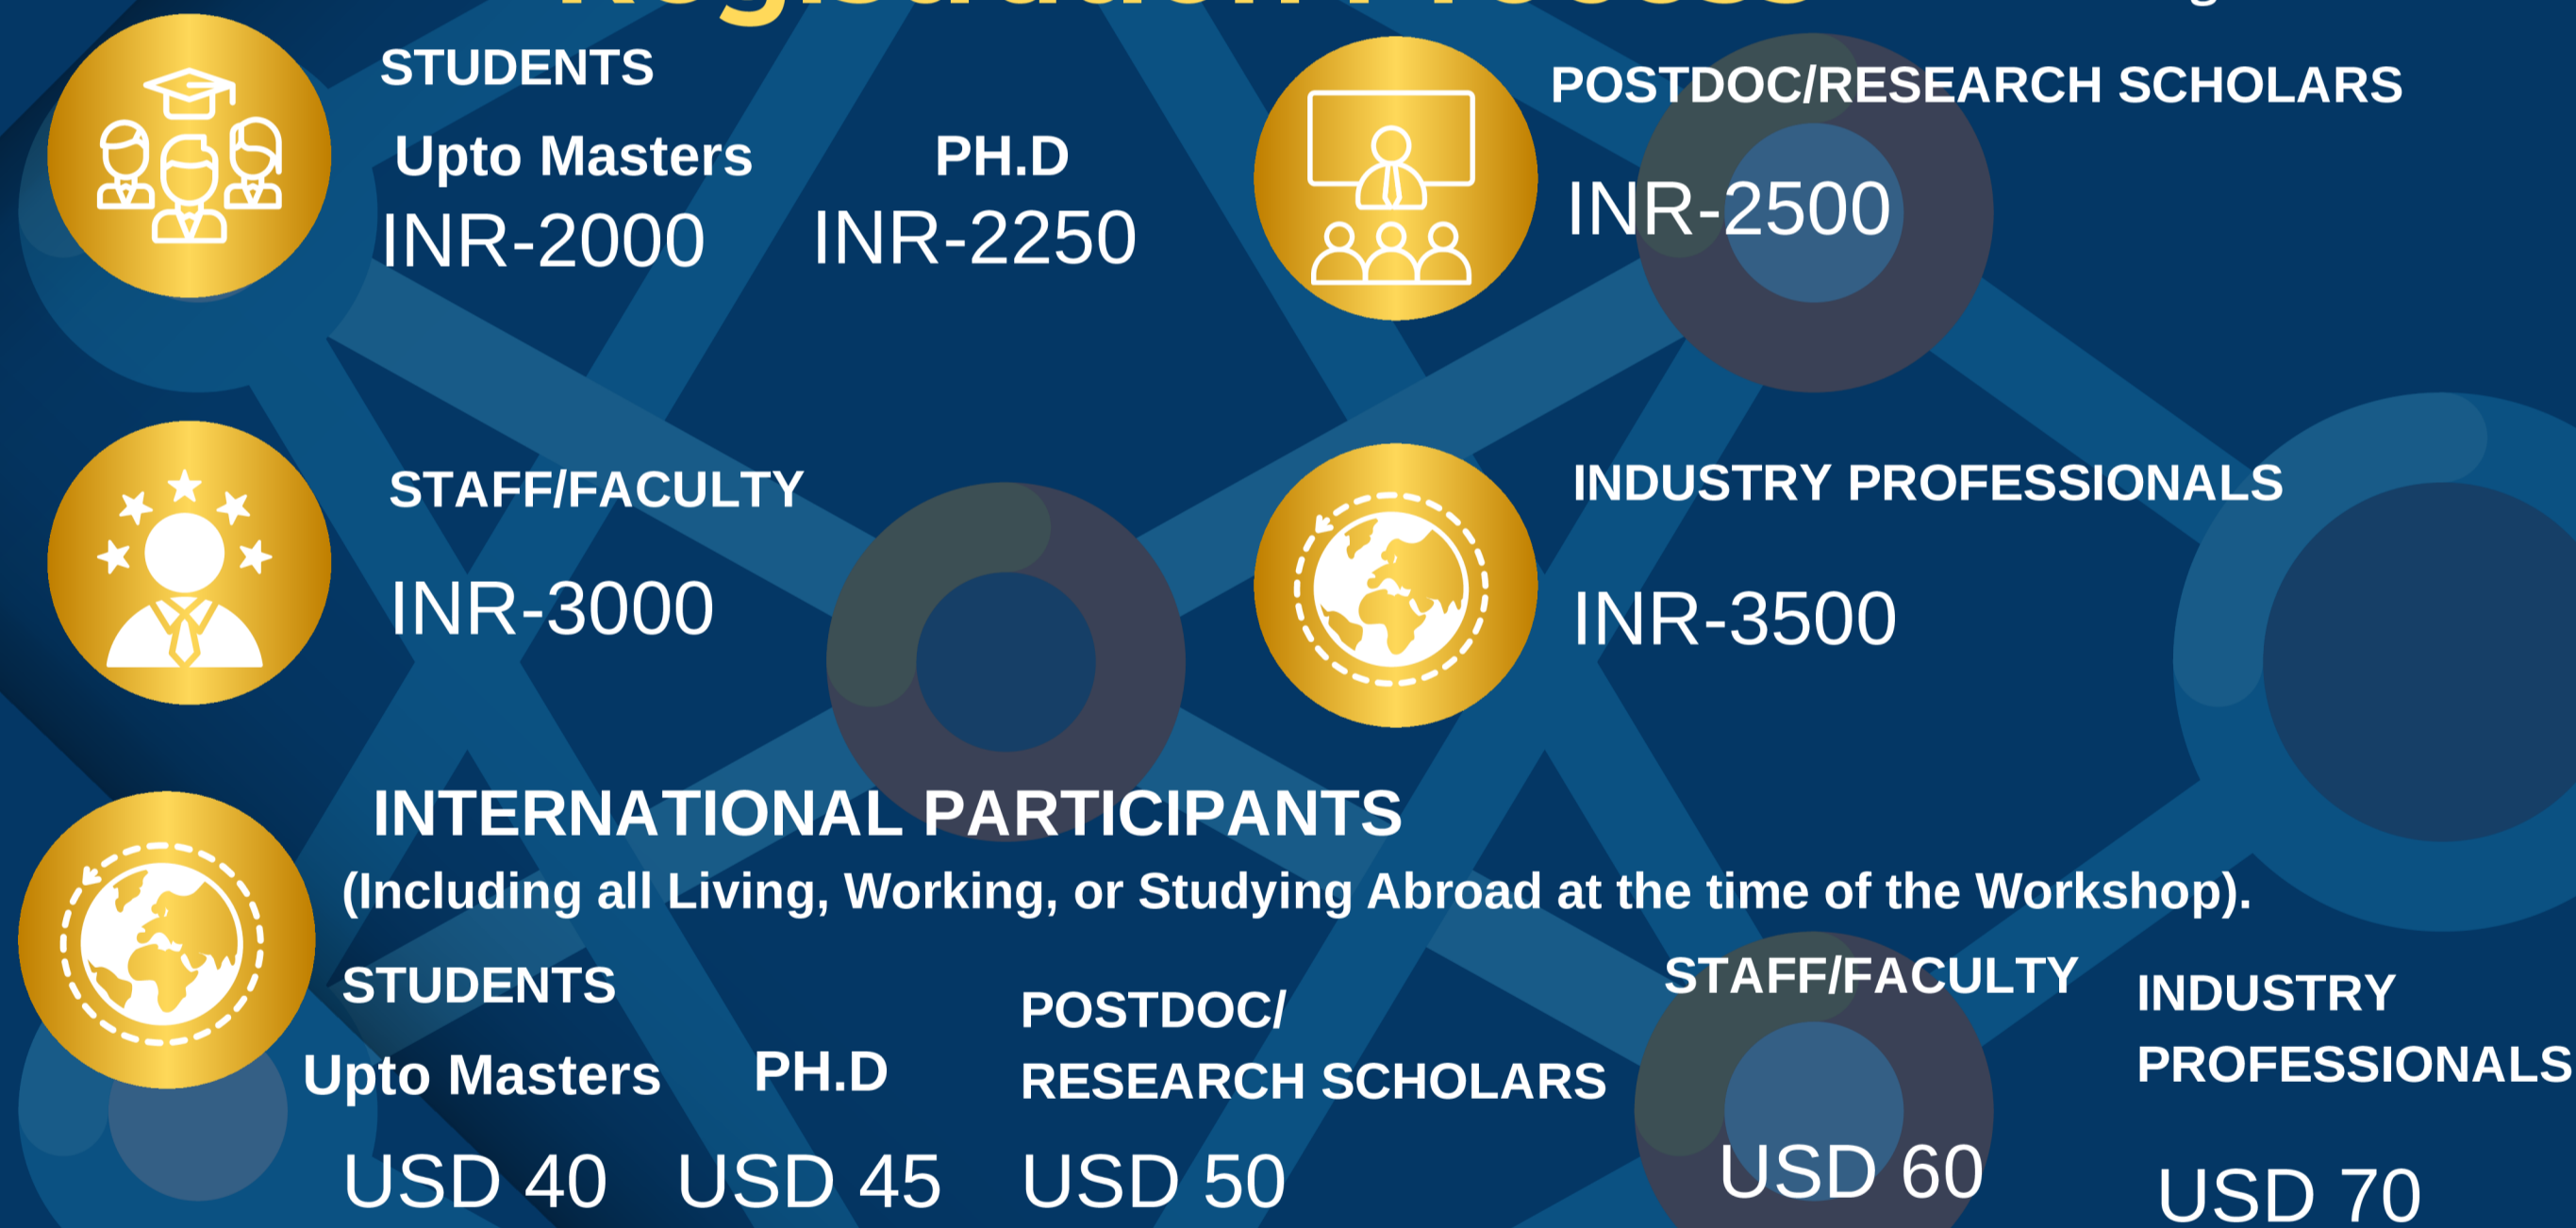 Registration Process
STUDENTS
Upto Masters PH.D
INR-2000 INR-2250
POSTDOC/RESEARCH SCHOLARS
INR-2500
STAFF/FACULTY
INR-3000
INDUSTRY PROFESSIONALS
INR-3500
INTERNATIONAL PARTICIPANTS
(Including all Living, Working, or Studying Abroad at the time of the Workshop).
STUDENTS
Upto Masters PH.D
USD 40 USD 45
POSTDOC/
RESEARCH SCHOLARS
USD 50
STAFF/FACULTY
USD 60
INDUSTRY
PROFESSIONALS
USD 70